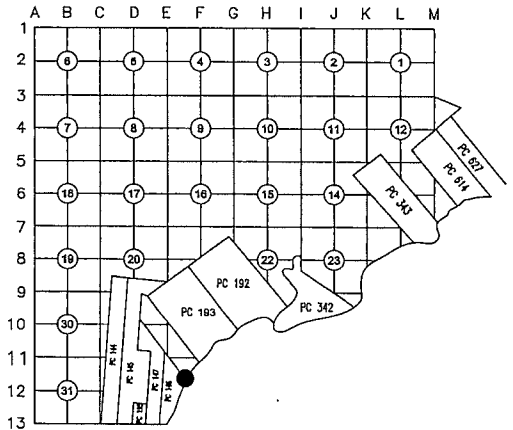 A B C D E F G H I J K L M
1
2 6 5 4 3 2 1
3
4 7 8 9 10 11 12
PC 627
5
PC 614
6 18 17 16 15 14
PC 343
7
8 19 20 22 23
9 PC 192
PC 342
10 30 PC 193
11 PC 144 PC 145 PC 147 PC 146
12 31
13